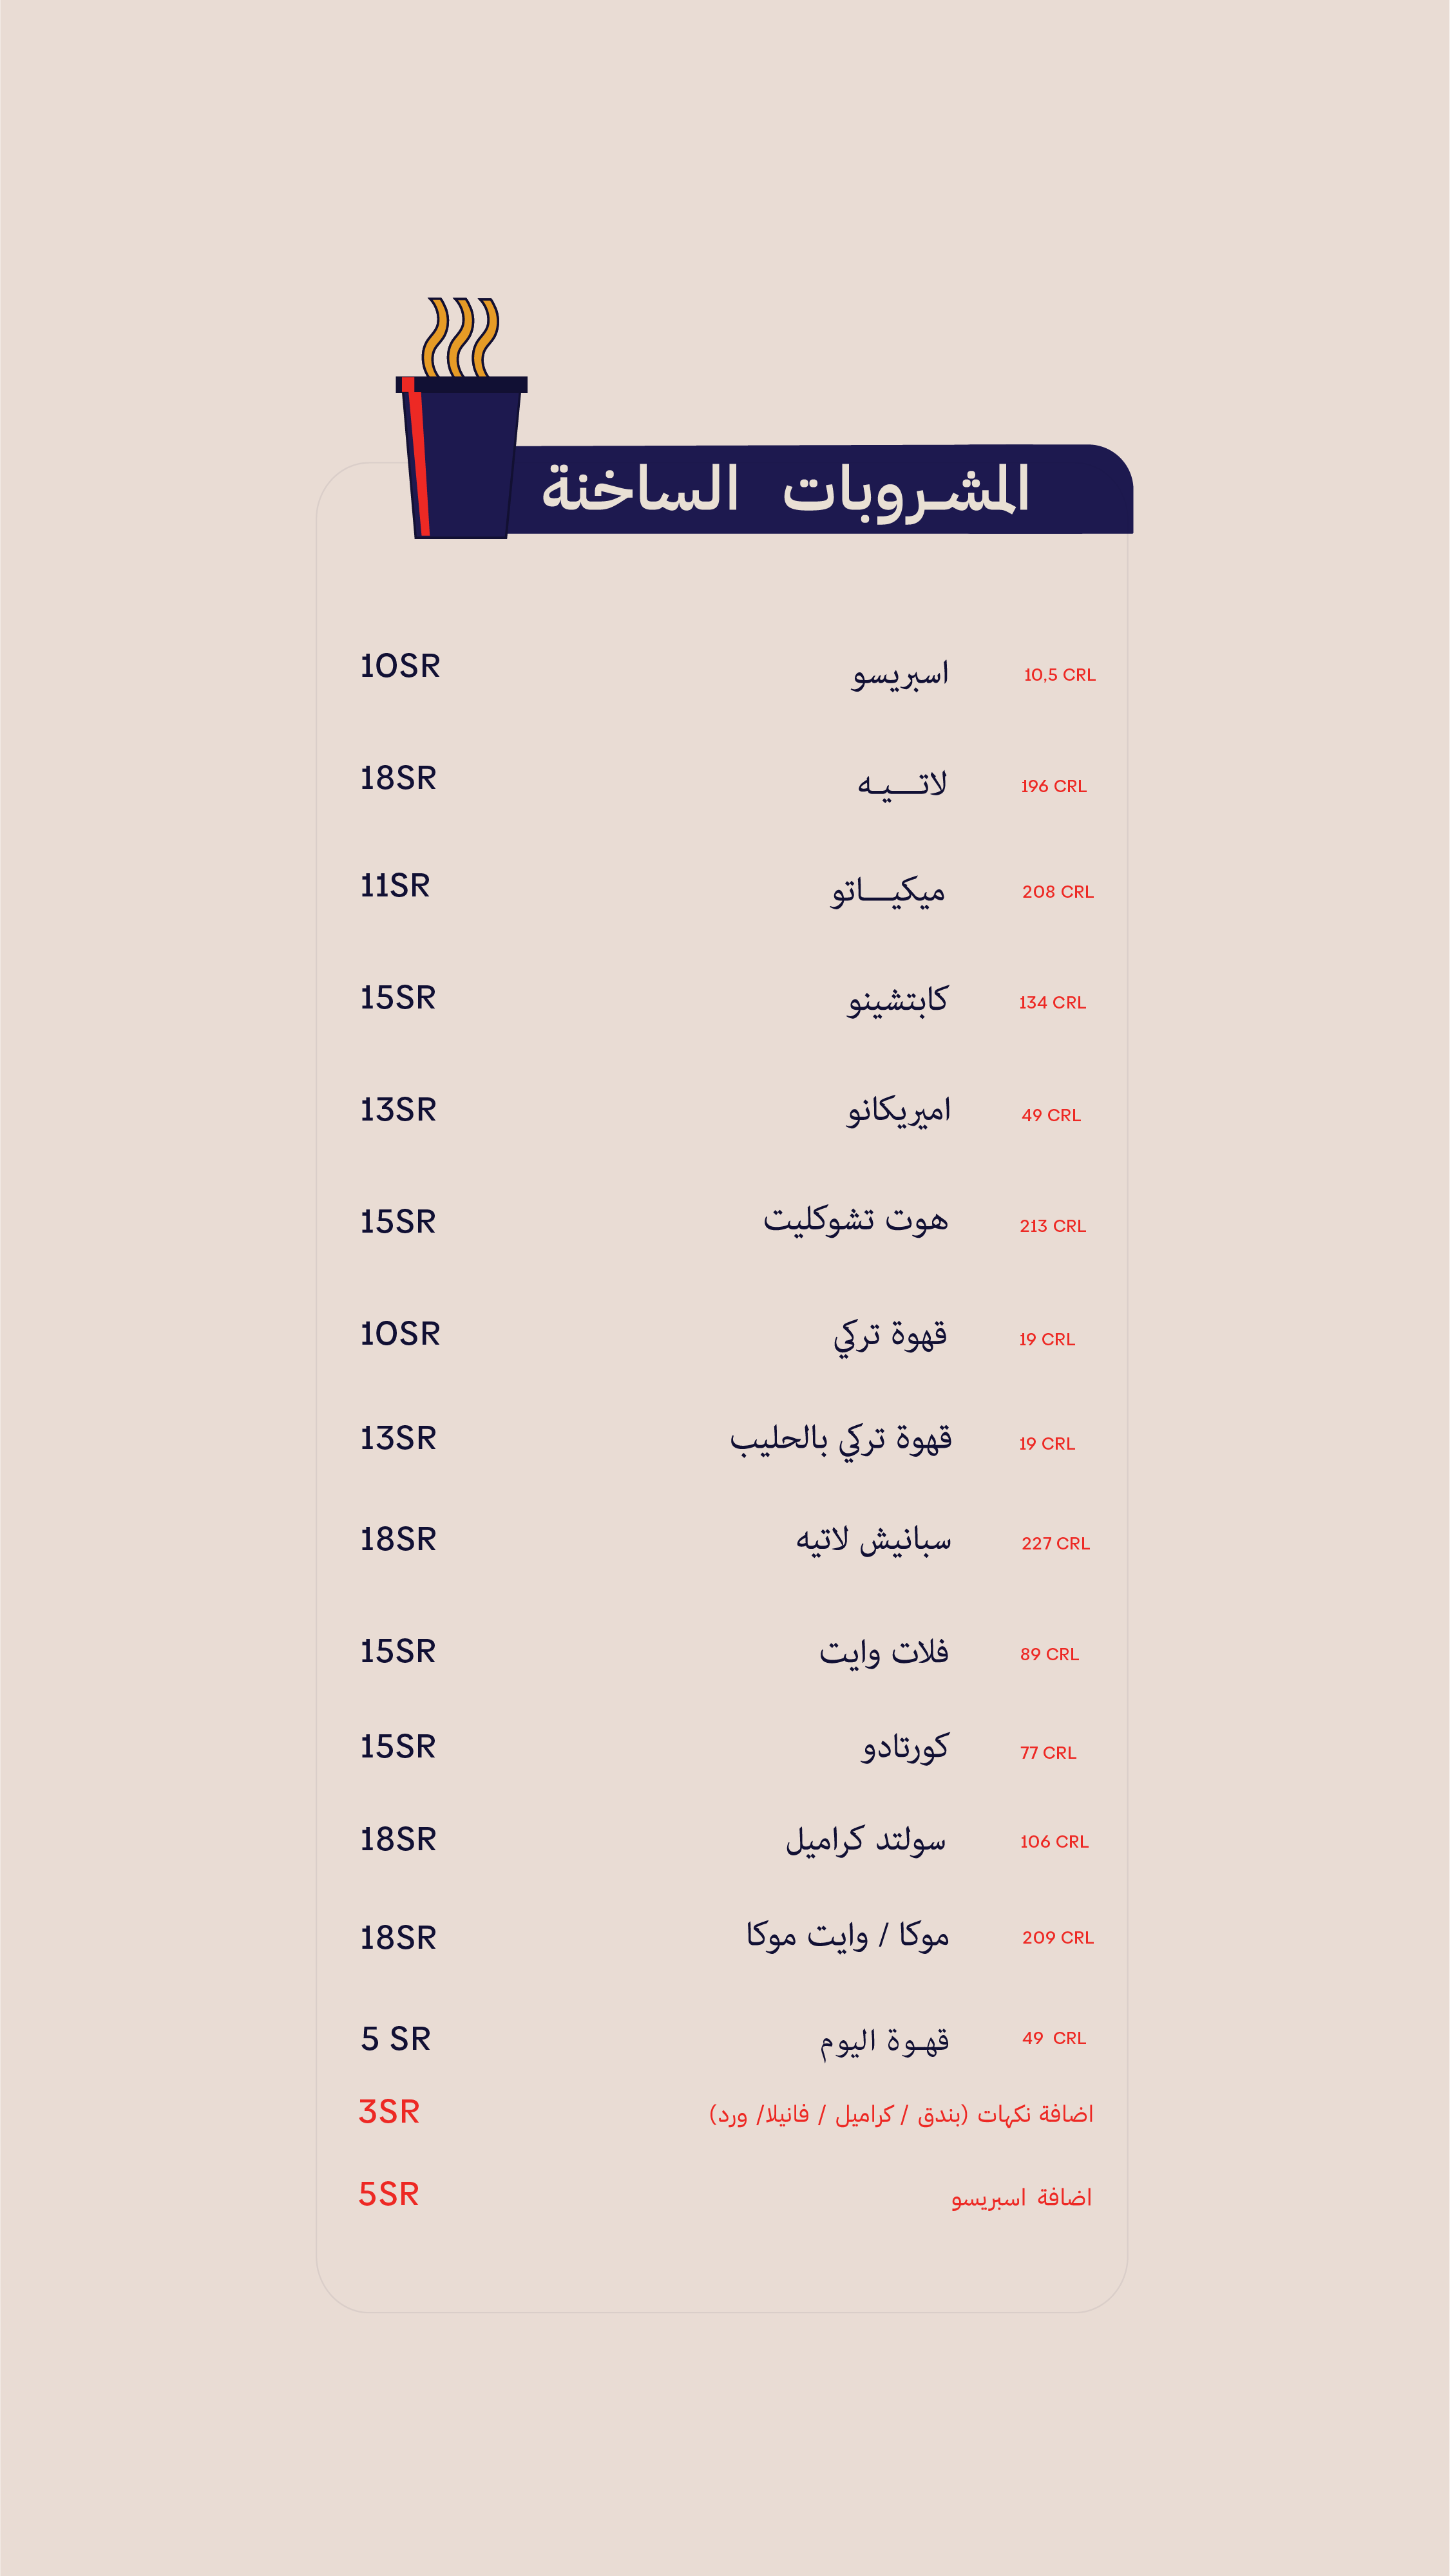 المشروبات الساخنة
10,5 CRL اسبريسو 10SR
196 CRL لاتـــيـه 18SR
208 CRL ميكيـــاتو 11SR
134 CRL كابتشينو 15SR
49 CRL اميريكانو 13SR
213 CRL هوت تشوكليت 15SR
19 CRL قهوة تركي 10SR
19 CRL قهوة تركي بالحليب 13SR
227 CRL سبانيش لاتيه 18SR
89 CRL فلات وايت 15SR
77 CRL كورتادو 15SR
106 CRL سولتد كراميل 18SR
209 CRL موكا / وايت موكا 18SR
49 CRL قهـوة اليوم 5 SR
اضافة نكهات (بندق / كراميل / فانيلا/ ورد) 3SR
اضافة اسبريسو 5SR